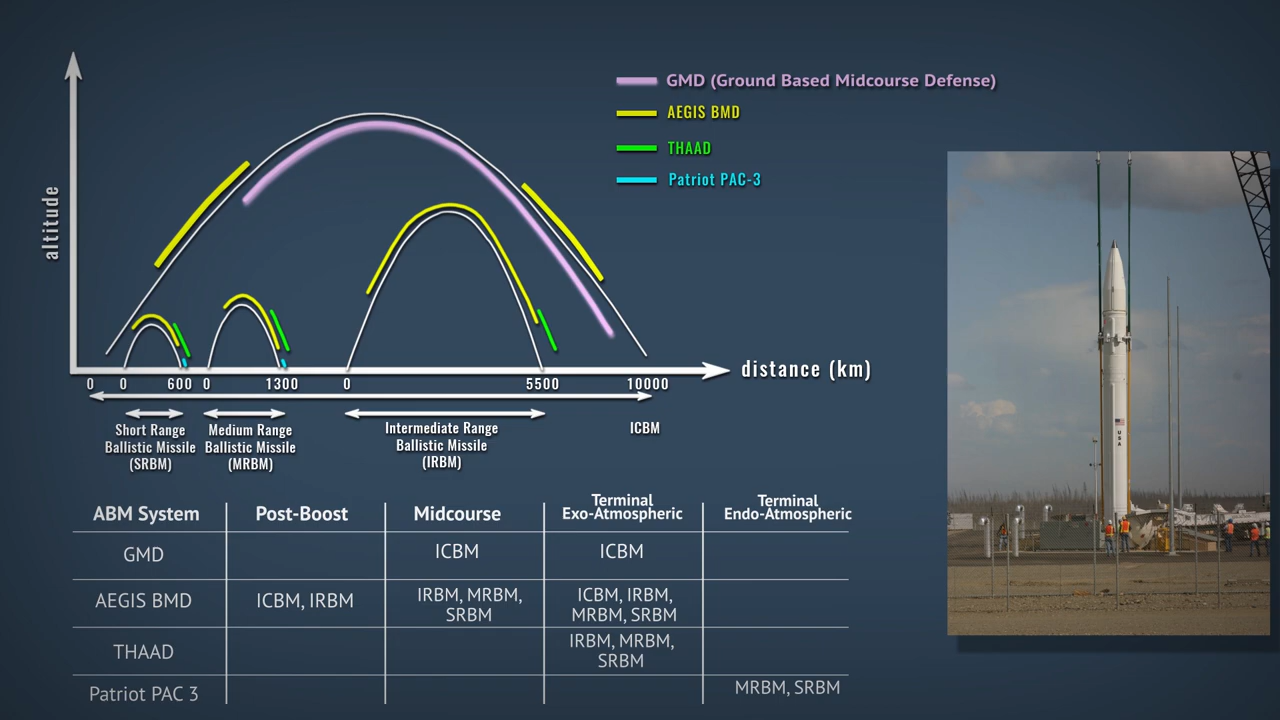 GMD (Ground Based Midcourse Defense)
AEGIS BMD
THAAD
Patriot PAC-3
altitude
distance (km)
0 0 600 0 1300 0 5500 10000
Short Range
Ballistic Missile
(SRBM)
Medium Range
Ballistic Missile
(MRBM)
Intermediate Range
Ballistic Missile
(IRBM)
ICBM
USA
ABM System
Post-Boost
Midcourse
Terminal
Exo-Atmospheric
Terminal
Endo-Atmospheric
GMD
ICBM
ICBM
AEGIS BMD
ICBM, IRBM
IRBM, MRBM,
SRBM
ICBM, IRBM,
MRBM, SRBM
THAAD
IRBM, MRBM,
SRBM
Patriot PAC 3
MRBM, SRBM